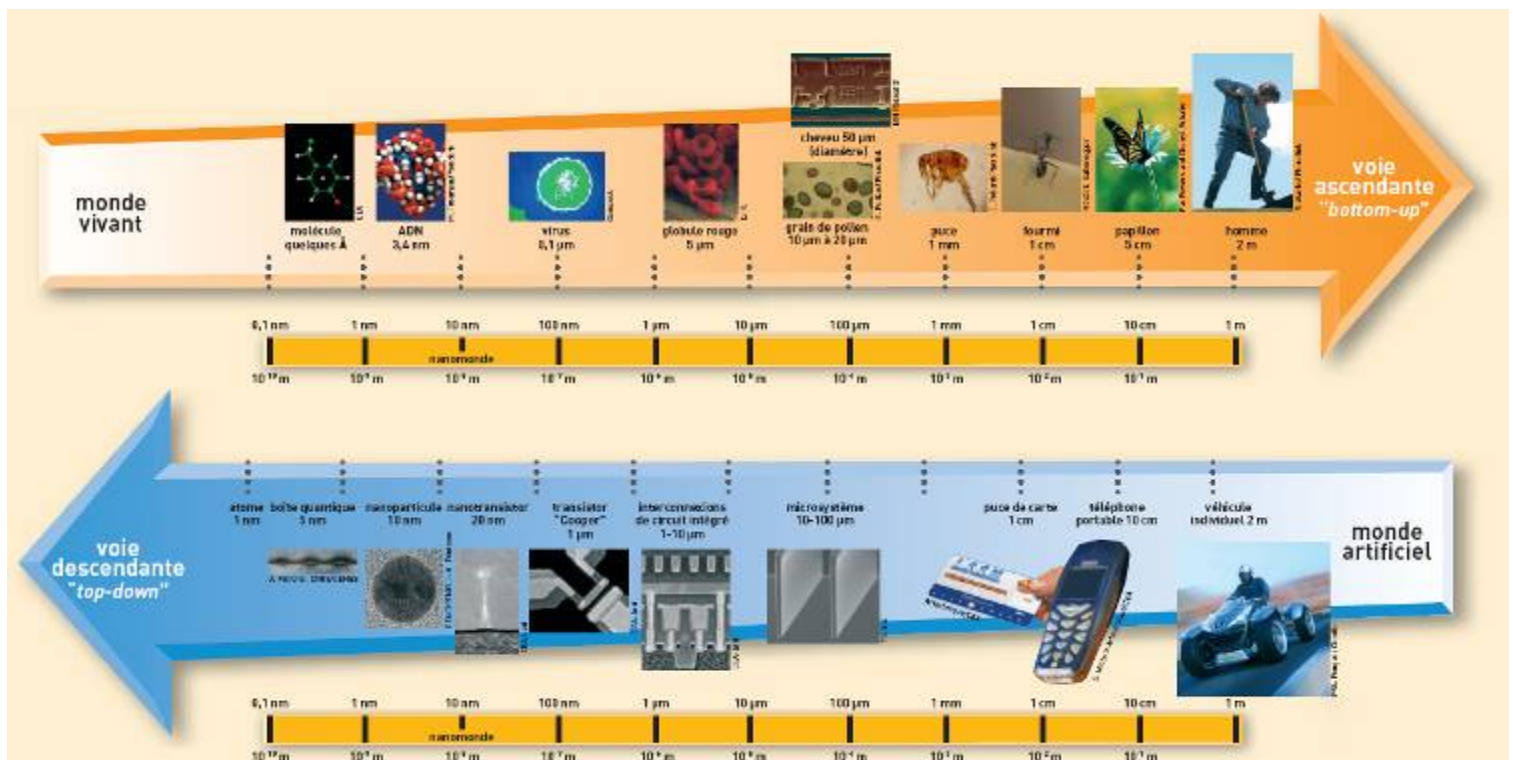 monde
vivant
molécule
quelques Å
ADN
3,4 nm
virus
0,1 µm
globule rouge
5 µm
cheveu 50 µm
(diamètre)
grain de pollen
10 µm à 20 µm
puce
1 mm
fourmi
1 cm
papillon
5 cm
homme
2 m
voie
ascendante
"bottom-up"
0,1 nm 1 nm 10 nm 100 nm 1 µm 10 µm 100 µm 1 mm 1 cm 10 cm 1 m
nanomonde
voie
descendante
"top-down"
atome
1 nm
boîte quantique
5 nm
nanoparticule
10 nm
nanotransistor
20 nm
transistor
"Cooper"
1 µm
interconnexions
de circuit intégré
1-10 µm
microsystème
10-100 µm
puce de carte
1 cm
téléphone
portable 10 cm
véhicule
individuel 2 m
monde
artificiel
0,1 nm 1 nm 10 nm 100 nm 1 µm 10 µm 100 µm 1 mm 1 cm 10 cm 1 m
nanomonde